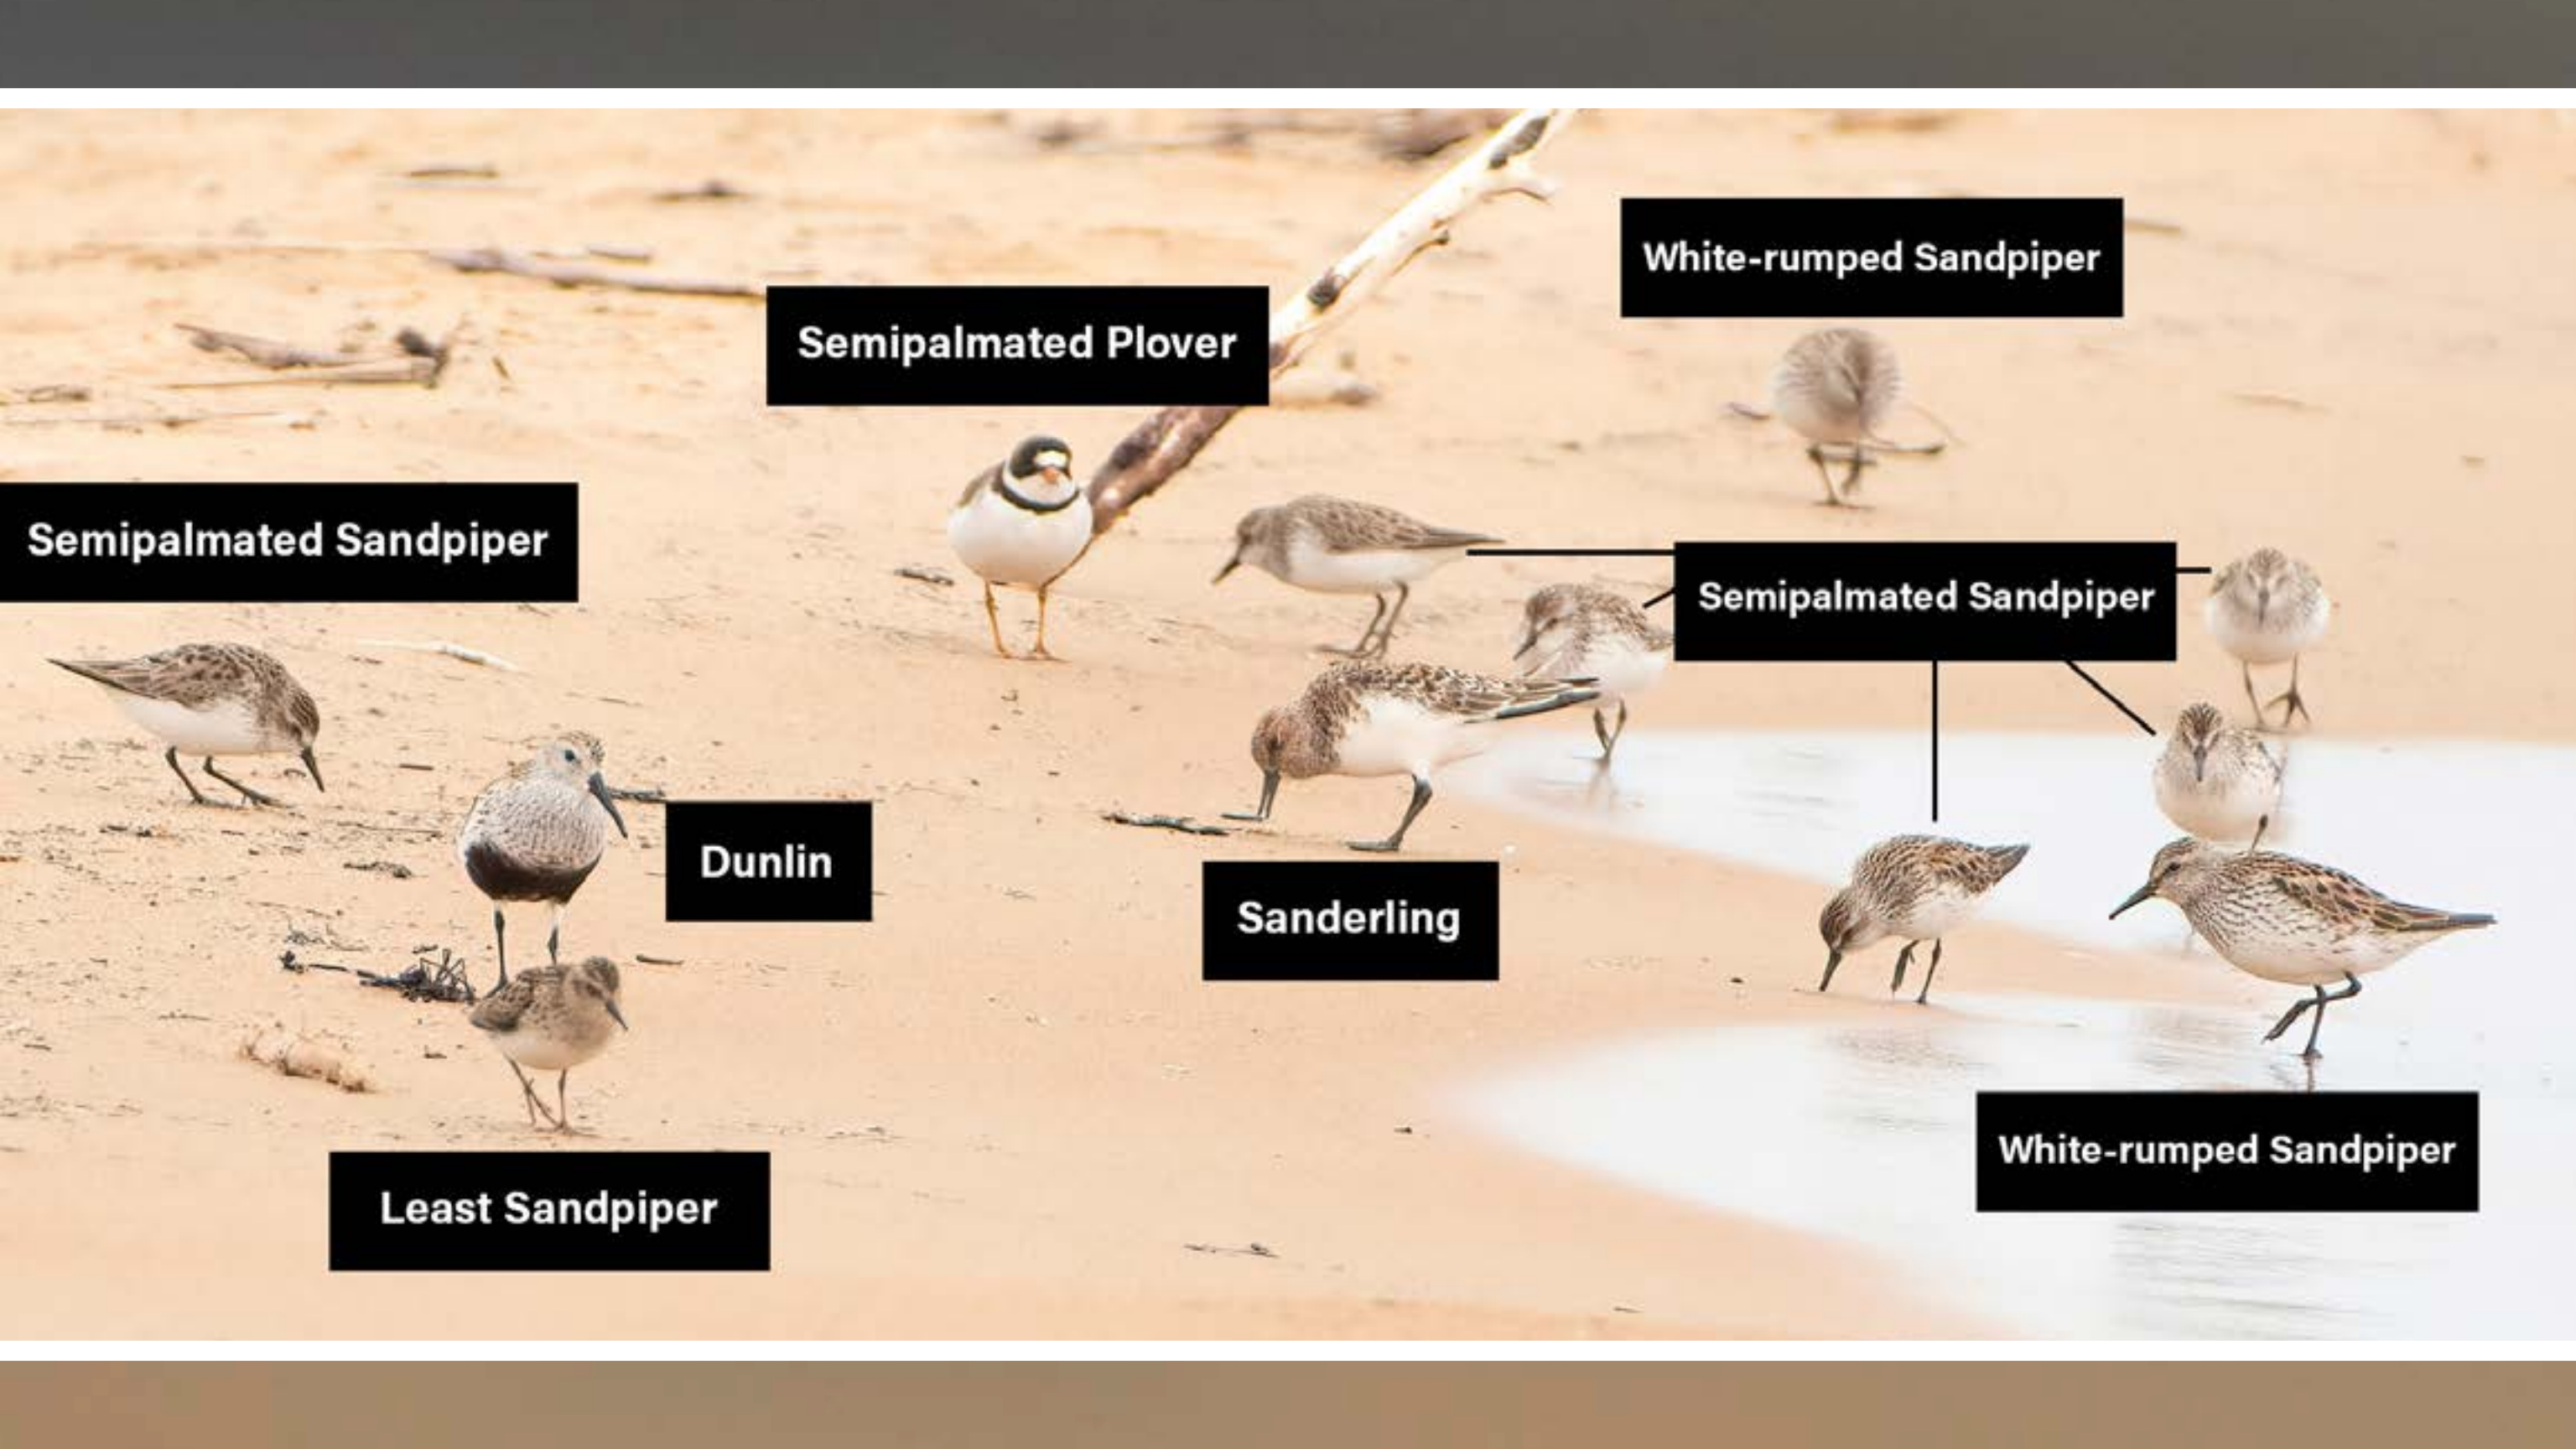 White-rumped Sandpiper
Semipalmated Plover
Semipalmated Sandpiper
Semipalmated Sandpiper
Dunlin
Sanderling
White-rumped Sandpiper
Least Sandpiper